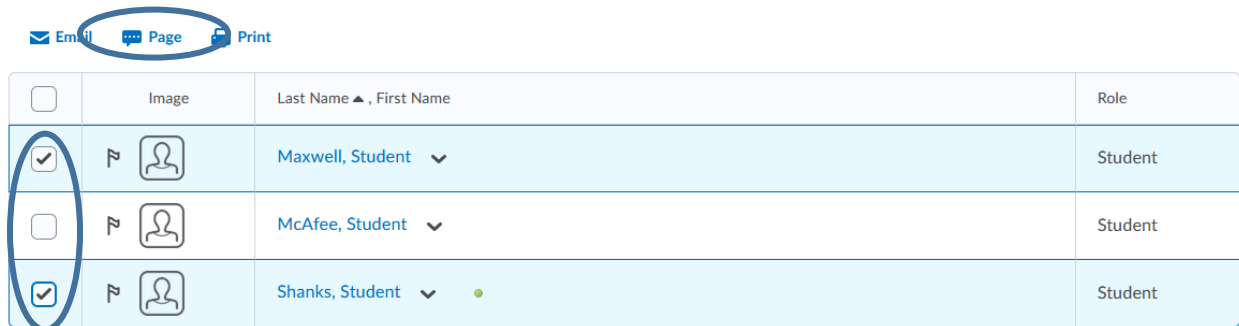 Email Page Print
Image Last Name , First Name Role
Maxwell, Student Student
McAfee, Student Student
Shanks, Student Student